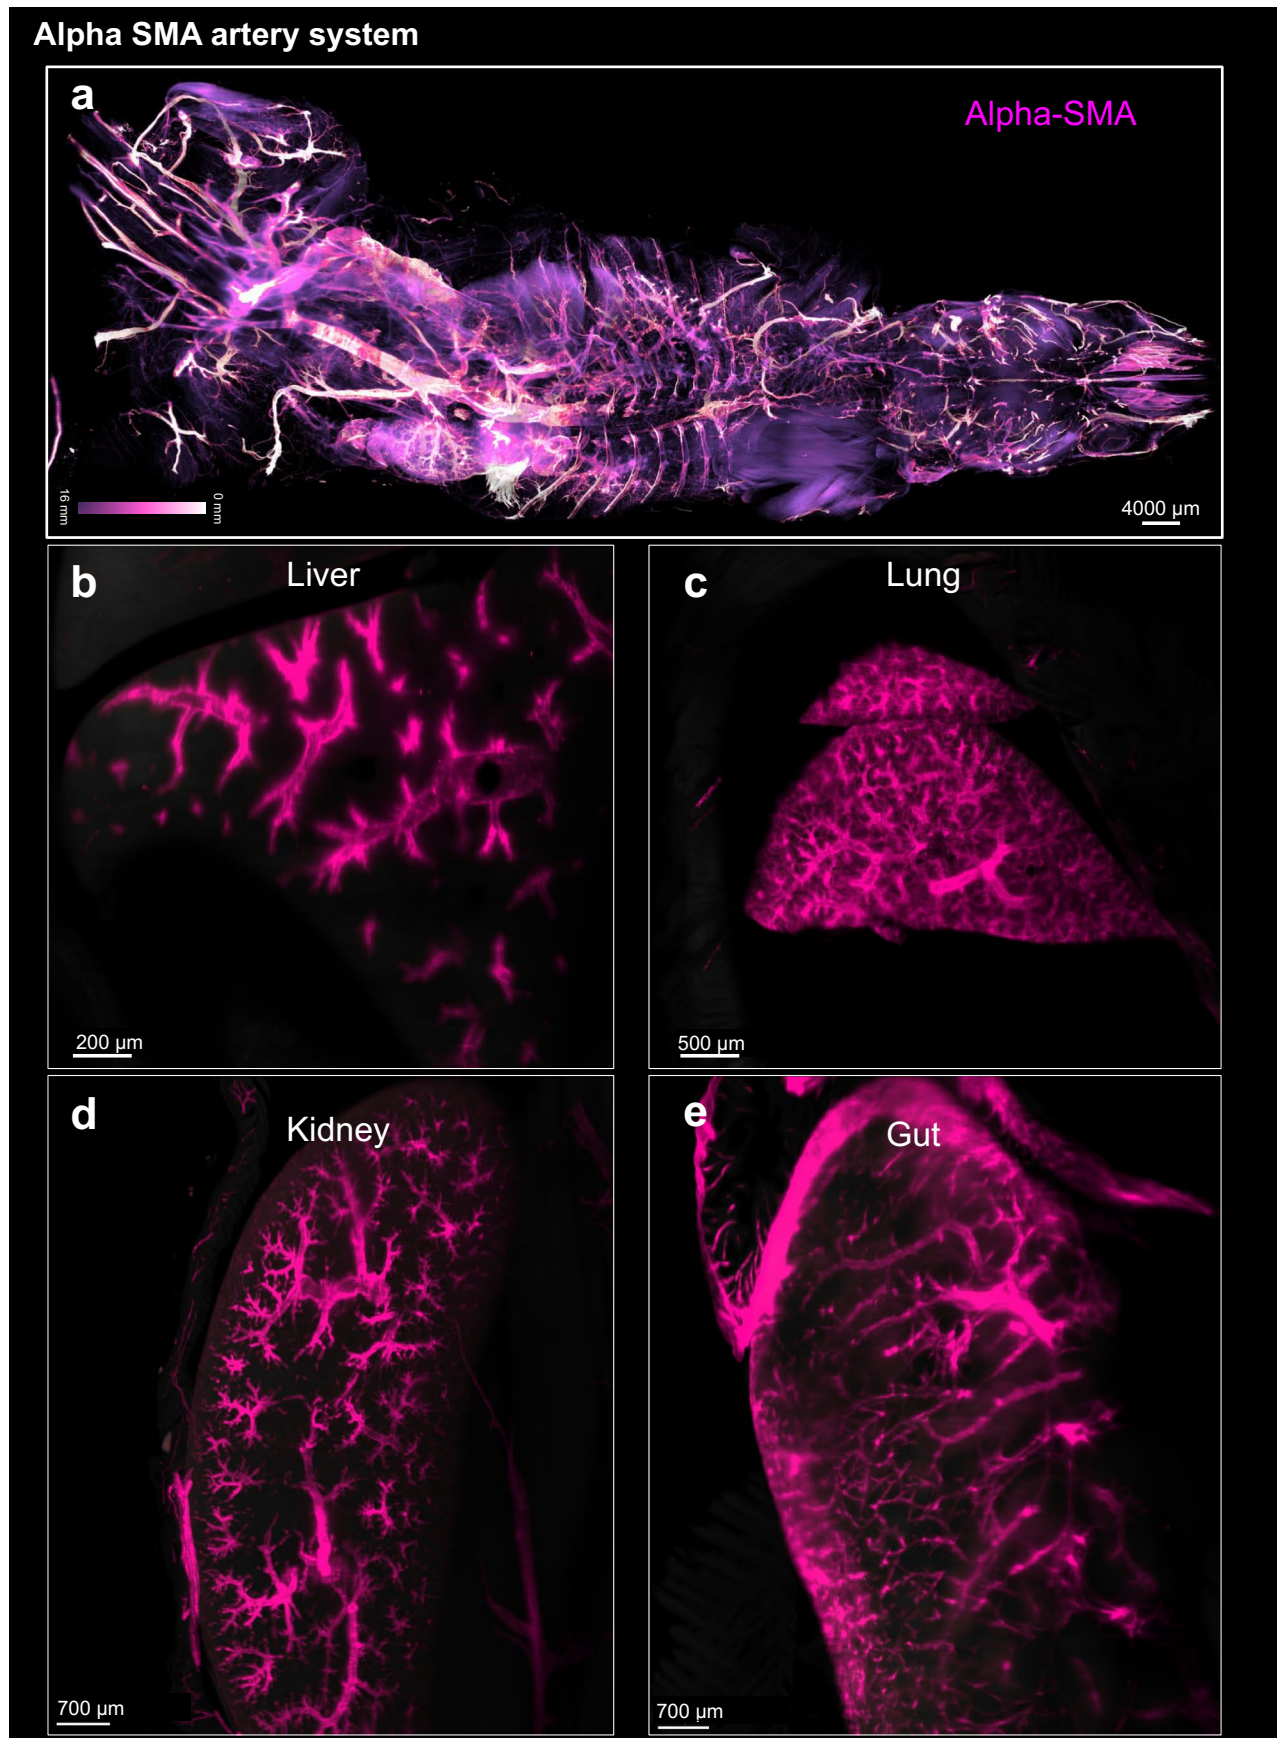 Alpha SMA artery system
a
Alpha-SMA
16 mm
0 mm
4000 µm
b
Liver
200 µm
c
Lung
500 µm
d
Kidney
700 µm
e
Gut
700 µm